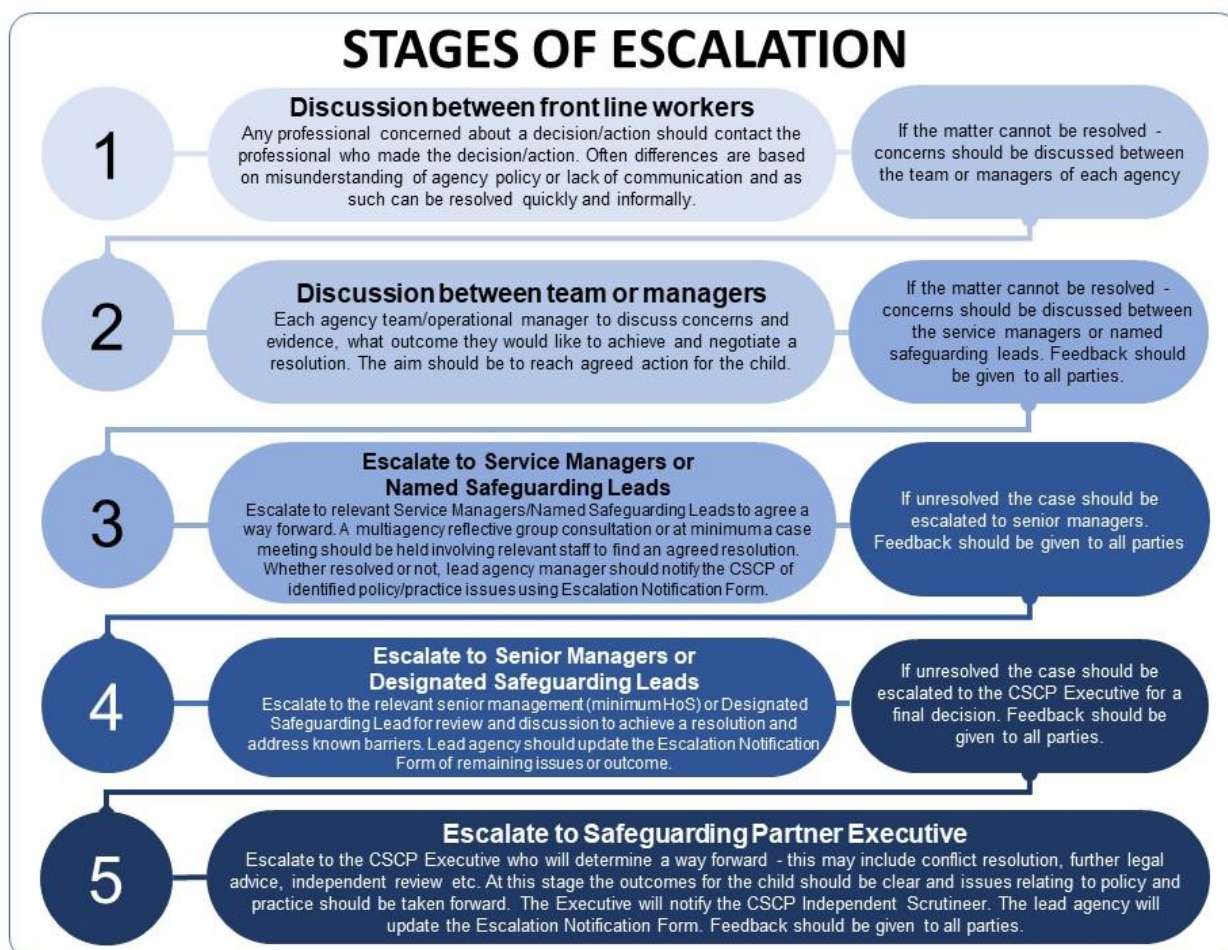 STAGES OF ESCALATION
1
Discussion between front line workers
Any professional concerned about a decision/action should contact the
professional who made the decision/action. Often differences are based
on misunderstanding of agency policy or lack of communication and as
such can be resolved quickly and informally.
If the matter cannot be resolved -
concerns should be discussed between
the team or managers of each agency
2
Discussion between team or managers
Each agency team/operational manager to discuss concerns and
evidence, what outcome they would like to achieve and negotiate a
resolution. The aim should be to reach agreed action for the child.
If the matter cannot be resolved -
concerns should be discussed between
the service managers or named
safeguarding leads. Feedback should
be given to all parties.
3
Escalate to Service Managers or
Named Safeguarding Leads
Escalate to relevant Service Managers/Named Safeguarding Leads to agree a
way forward. A multiagency reflective group consultation or at minimum a case
meeting should be held involving relevant staff to find an agreed resolution.
Whether resolved or not, lead agency manager should notify the CSCP of
identified policy/practice issues using Escalation Notification Form.
If unresolved the case should be
escalated to senior managers.
Feedback should be given to all parties
4
Escalate to Senior Managers or
Designated Safeguarding Leads
Escalate to the relevant senior management (minimum HoS) or Designated
Safeguarding Lead for review and discussion to achieve a resolution and
address known barriers. Lead agency should update the Escalation Notification
Form of remaining issues or outcome.
If unresolved the case should be
escalated to the CSCP Executive for a
final decision. Feedback should be
given to all parties.
5
Escalate to Safeguarding Partner Executive
Escalate to the CSCP Executive who will determine a way forward - this may include conflict resolution, further legal
advice, independent review etc. At this stage the outcomes for the child should be clear and issues relating to policy and
practice should be taken forward. The Executive will notify the CSCP Independent Scrutineer. The lead agency will
update the Escalation Notification Form. Feedback should be given to all parties.